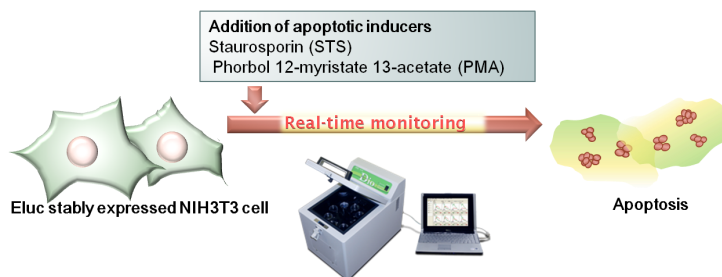 Addition of apoptotic inducers
Staurosporin (STS)
Phorbol 12-myristate 13-acetate (PMA)
Real-time monitoring
Eluc stably expressed NIH3T3 cell
Apoptosis